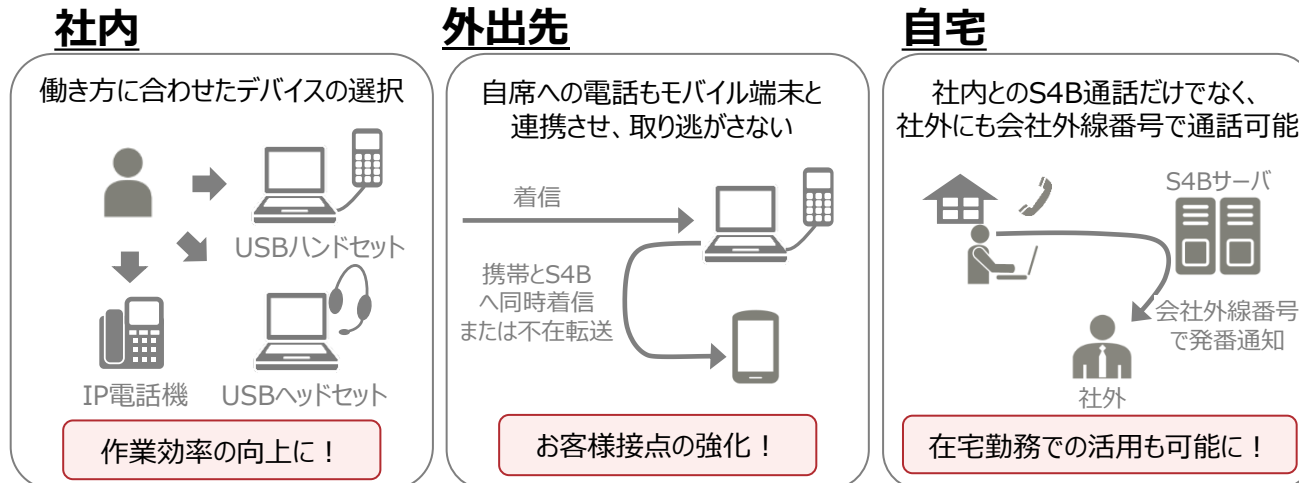 社内
働き方に合わせたデバイスの選択
USBハンドセット
IP電話機
USBヘッドセット
作業効率の向上に！
外出先
自席への電話もモバイル端末と
連携させ、取り逃がさない
着信
携帯とS4B
へ同時着信
または不在転送
お客様接点の強化！
自宅
社内とのS4B通話だけでなく、
社外にも会社外線番号で通話可能
S4Bサーバ
会社外線番号
で発番通知
社外
在宅勤務での活用も可能に！